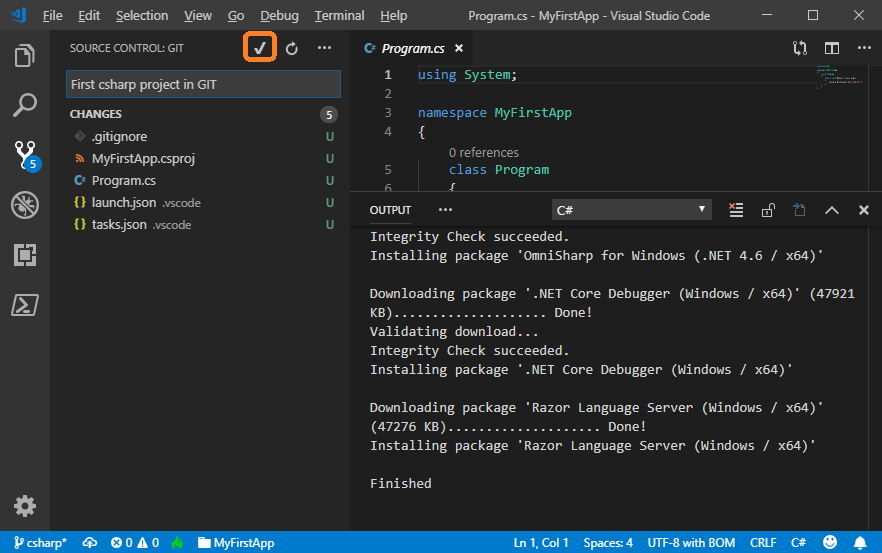 File Edit Selection View Go Debug Terminal Help Program.cs - MyFirstApp - Visual Studio Code
SOURCE CONTROL: GIT
First csharp project in GIT
CHANGES 5
.gitignore U
MyFirstApp.csproj U
C# Program.cs U
{} launch.json .vscode U
{} tasks.json .vscode U
5
C# Program.cs
1 using System;
2
3 namespace MyFirstApp
4 {
0 references
5 class Program
6 {
OUTPUT C#
Integrity Check succeeded.
Installing package 'OmniSharp for Windows (.NET 4.6 / x64)'
Downloading package '.NET Core Debugger (Windows / x64)' (47921
KB).................... Done!
Validating download...
Integrity Check succeeded.
Installing package '.NET Core Debugger (Windows / x64)'
Downloading package 'Razor Language Server (Windows / x64)'
(47276 KB).................... Done!
Installing package 'Razor Language Server (Windows / x64)'
Finished
csharp* 0 0 MyFirstApp Ln 1, Col 1 Spaces: 4 UTF-8 with BOM CRLF C#